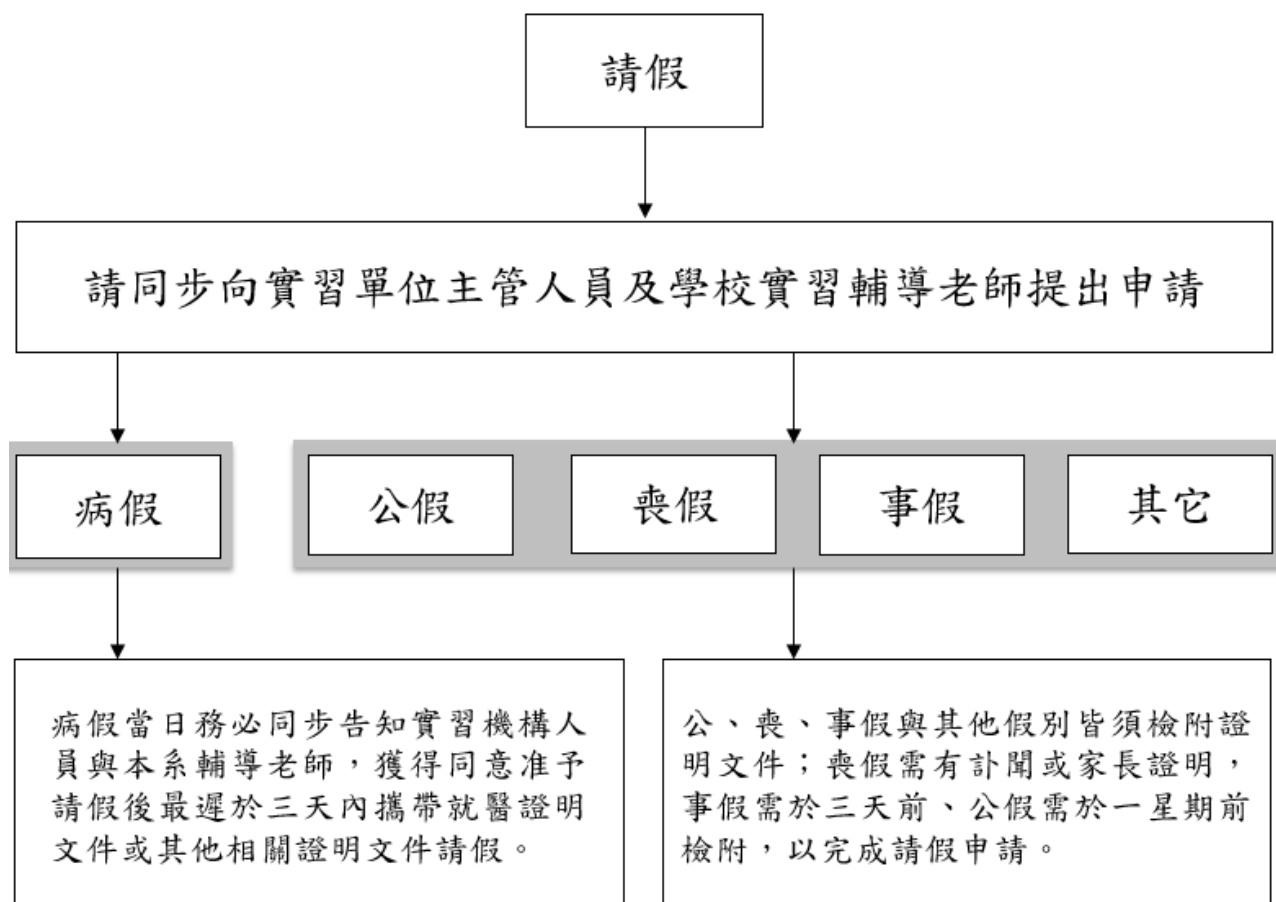 請假
請同步向實習單位主管人員及學校實習輔導老師提出申請
病假
公假
喪假
事假
其它
病假當日務必同步告知實習機構人
員與本系輔導老師，獲得同意准予
請假後最遲於三天內攜帶就醫證明
文件或其他相關證明文件請假。
公、喪、事假與其他假別皆須檢附證
明文件；喪假需有訃聞或家長證明，
事假需於三天前、公假需於一星期前
檢附，以完成請假申請。